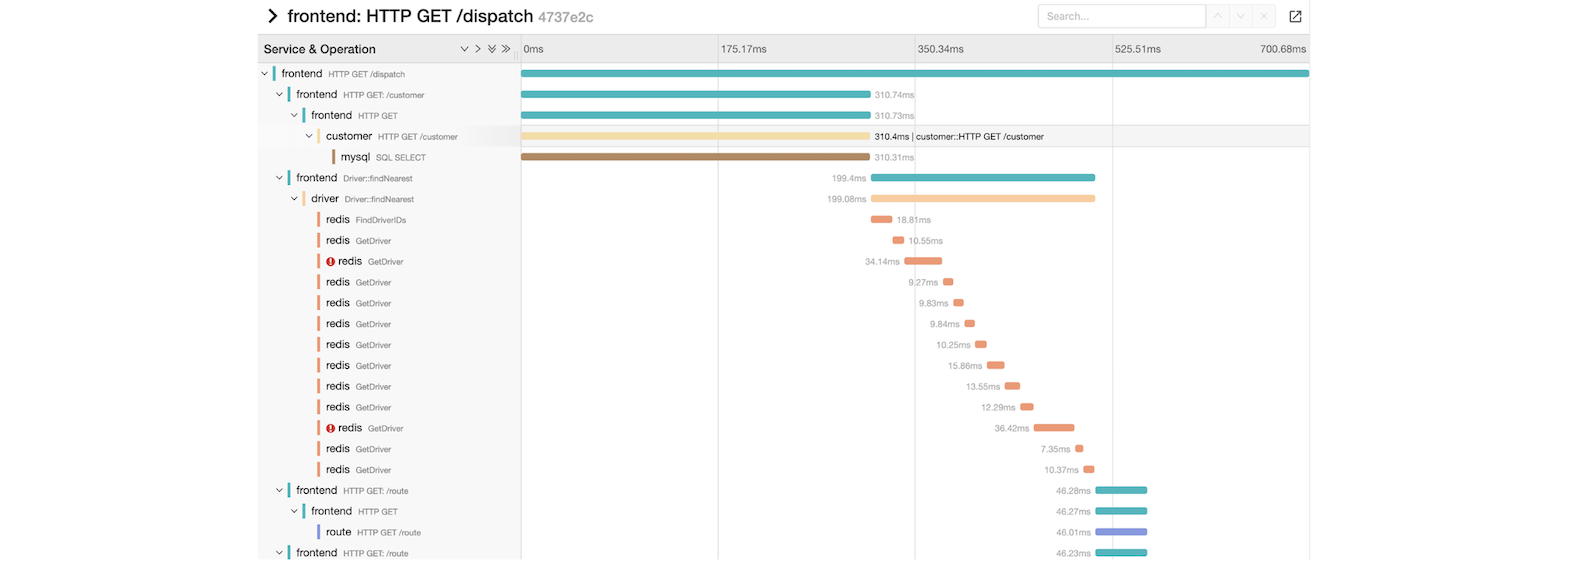 frontend: HTTP GET /dispatch 4737e2c Search...
Service & Operation 0ms 175.17ms 350.34ms 525.51ms 700.68ms
frontend HTTP GET /dispatch
frontend HTTP GET: /customer 310.74ms
frontend HTTP GET 310.73ms
customer HTTP GET /customer 310.4ms | customer::HTTP GET /customer
mysql SQL SELECT 310.31ms
frontend Driver::findNearest 199.4ms
driver Driver::findNearest 199.08ms
redis FindDriverIDs 18.81ms
redis GetDriver 10.55ms
redis GetDriver 34.14ms
redis GetDriver 9.27ms
redis GetDriver 9.83ms
redis GetDriver 9.84ms
redis GetDriver 10.25ms
redis GetDriver 15.86ms
redis GetDriver 13.55ms
redis GetDriver 12.29ms
redis GetDriver 36.42ms
redis GetDriver 7.35ms
redis GetDriver 10.37ms
frontend HTTP GET: /route 46.28ms
frontend HTTP GET 46.27ms
route HTTP GET /route 46.01ms
frontend HTTP GET: /route 46.23ms